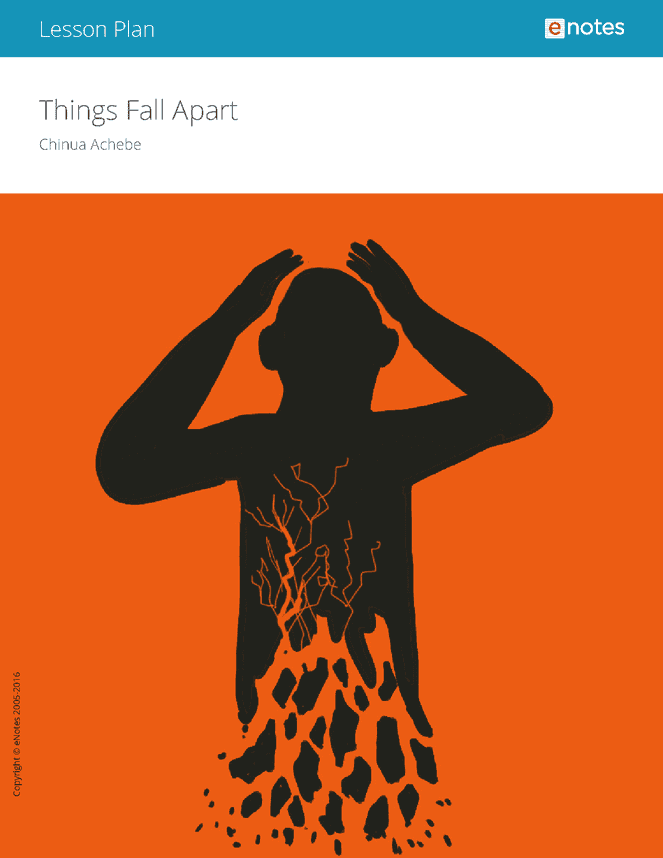 Lesson Plan
enotes
Things Fall Apart
Chinua Achebe
Copyright © eNotes 2005-2016